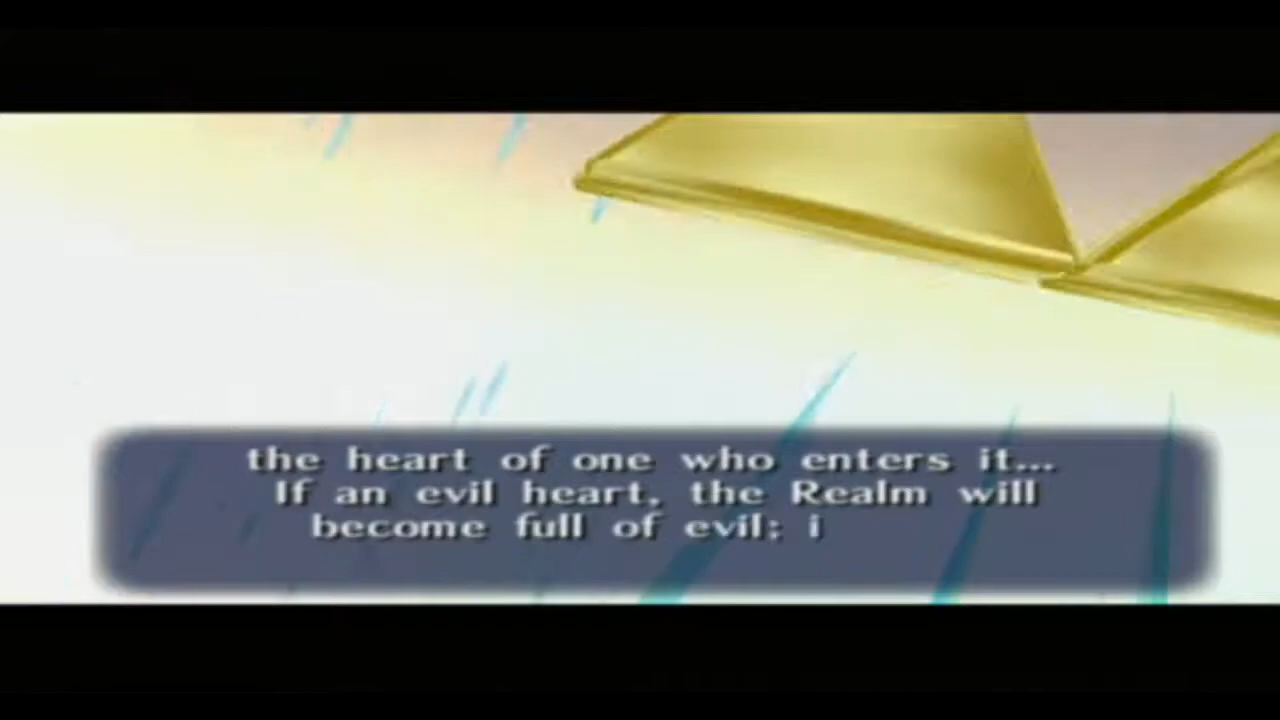 the heart of one who enters it...
If an evil heart, the Realm will
become full of evil; i